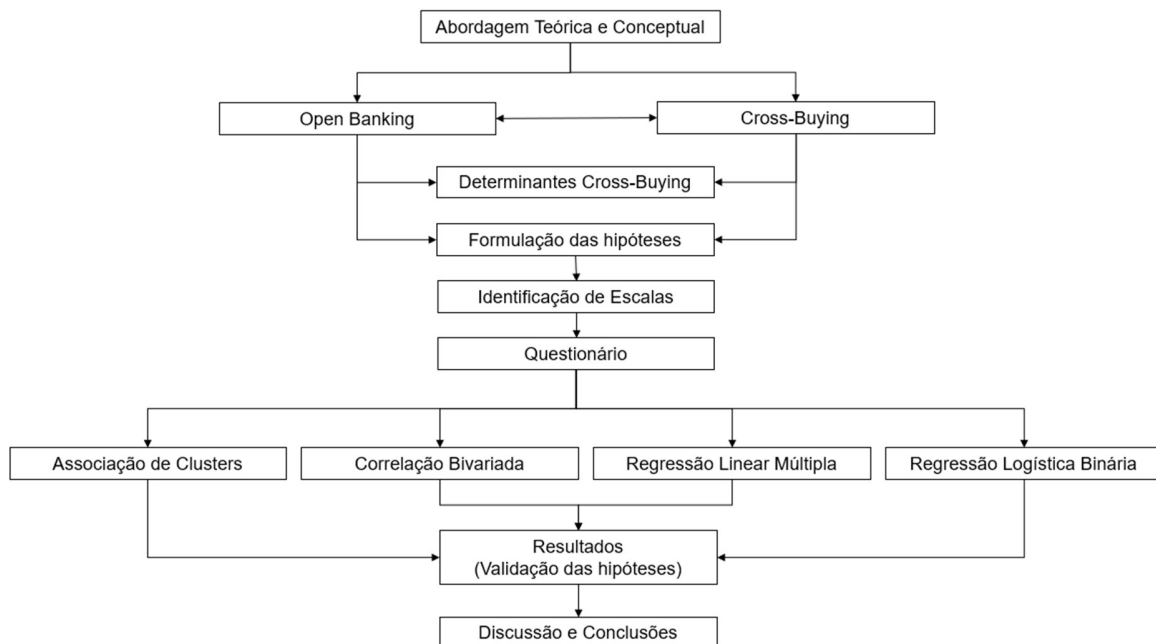 Abordagem Teórica e Conceptual
Open Banking
Cross-Buying
Determinantes Cross-Buying
Formulação das hipóteses
Identificação de Escalas
Questionário
Associação de Clusters
Correlação Bivariada
Regressão Linear Múltipla
Regressão Logística Binária
Resultados
(Validação das hipóteses)
Discussão e Conclusões